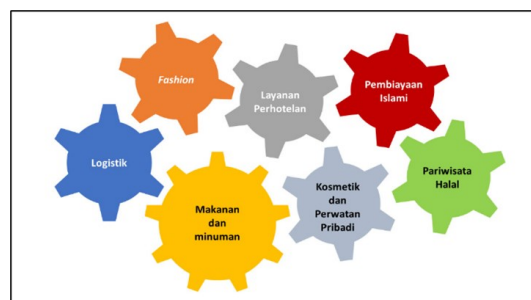 Fashion
Layanan
Perhotelan
Pembiayaan
Islami
Logistik
Makanan
dan
minuman
Kosmetik
dan
Perwatan
Pribadi
Pariwisata
Halal